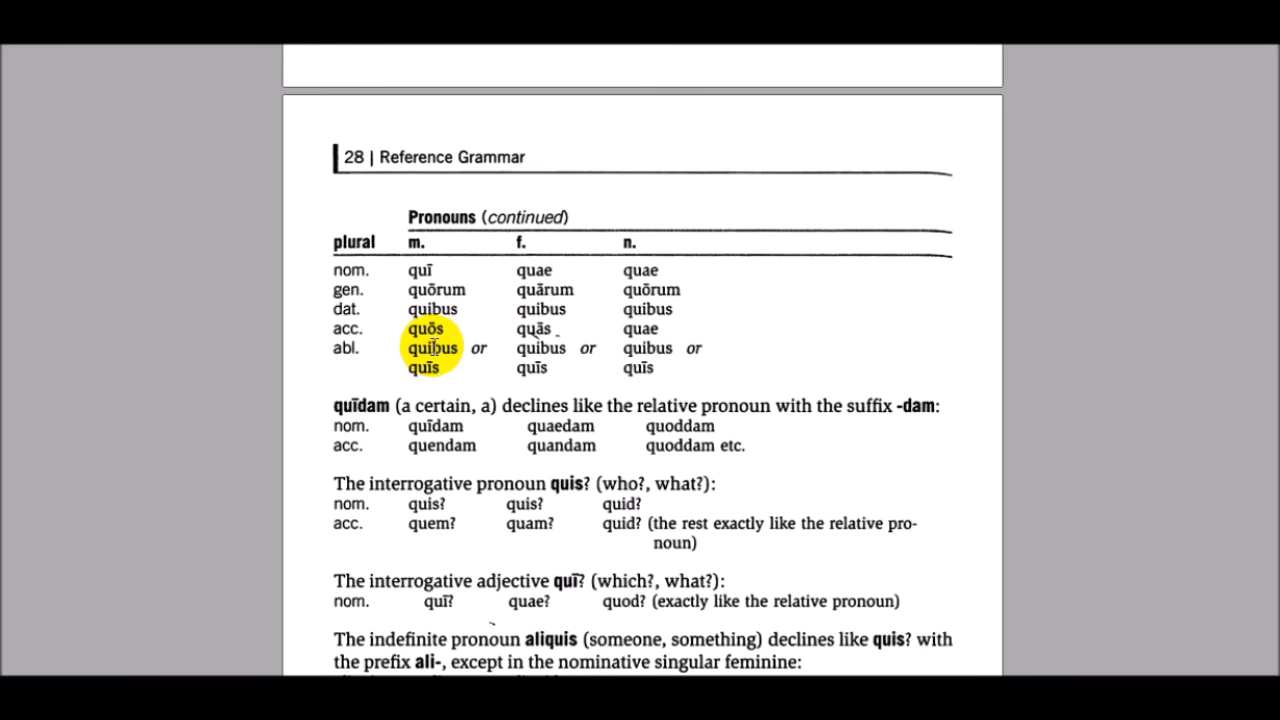 28 | Reference Grammar
Pronouns (continued)
plural m. f. n.
nom. quī quae quae
gen. quōrum quārum quōrum
dat. quibus quibus quibus
acc. quōs quās quae
abl. quibus or quibus or quibus or
quīs quīs quīs
quīdam (a certain, a) declines like the relative pronoun with the suffix -dam:
nom. quīdam quaedam quoddam
acc. quendam quandam quoddam etc.
The interrogative pronoun quis? (who?, what?):
nom. quis? quis? quid?
acc. quem? quam? quid? (the rest exactly like the relative pro-
noun)
The interrogative adjective quī? (which?, what?):
nom. quī? quae? quod? (exactly like the relative pronoun)
The indefinite pronoun aliquis (someone, something) declines like quis? with
the prefix ali-, except in the nominative singular feminine: